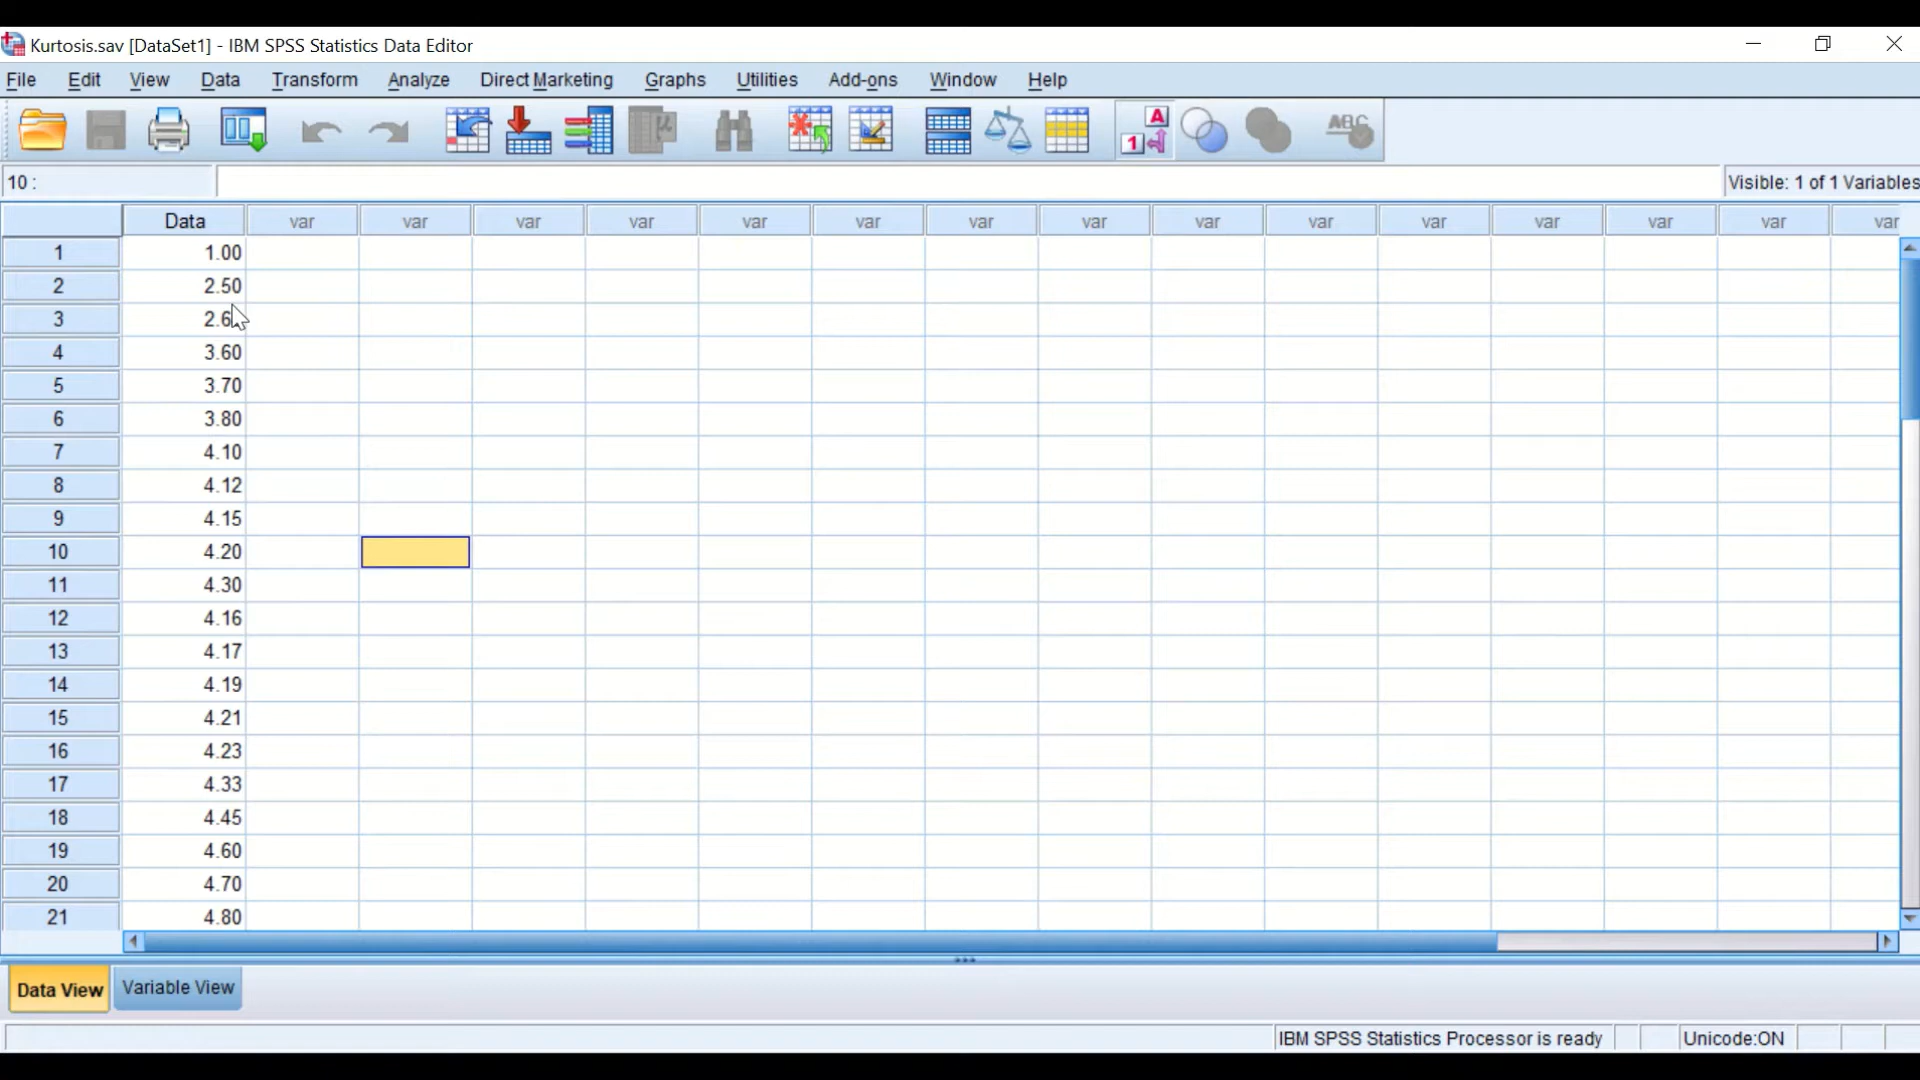 Kurtosis.sav [DataSet1] - IBM SPSS Statistics Data Editor
File Edit View Data Transform Analyze Direct Marketing Graphs Utilities Add-ons Window Help
A
1
ABC
10 : Visible: 1 of 1 Variables
Data var var var var var var var var var var var var var var var
1 1.00
2 2.50
3
4 3.60
5 3.70
6 3.80
7 4.10
8 4.12
9 4.15
10 4.20
11 4.30
12 4.16
13 4.17
14 4.19
15 4.21
16 4.23
17 4.33
18 4.45
19 4.60
20 4.70
21 4.80
Data View Variable View
IBM SPSS Statistics Processor is ready Unicode:ON